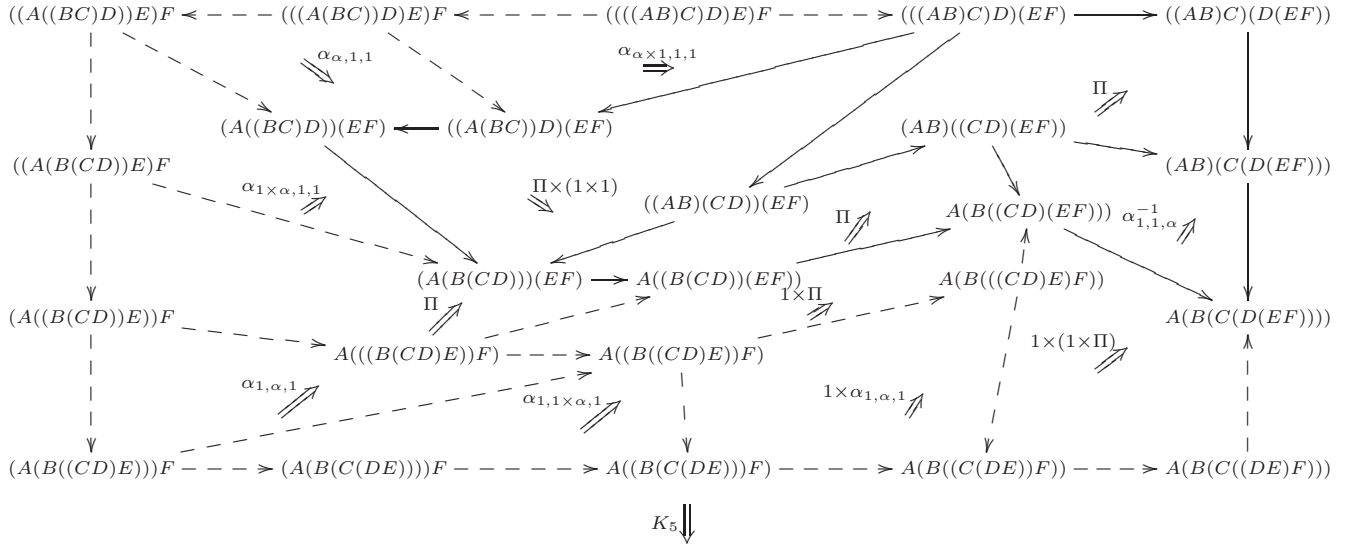 ((A((BC)D))E)F (((A(BC))D)E)F ((((AB)C)D)E)F (((AB)C)D)(EF) ((AB)C)(D(EF))
α_{α,1,1} α_{α×1,1,1}
Π
(A((BC)D))(EF) ((A(BC))D)(EF) (AB)((CD)(EF))
((A(B(CD)))E)F (AB)(C(D(EF)))
α_{1×α,1,1} Π×(1×1)
((AB)(CD))(EF) A(B((CD)(EF))) α^{-1}_{1,1,α}
Π
(A(B(CD)))(EF) A((B(CD))(EF)) A(B(((CD)E)F))
Π 1×Π
(A((B(CD))E))F A(B(C(D(EF))))
A(((B(CD)E))F) A((B((CD)E))F) 1×(1×Π)
α_{1,α,1} α_{1,1×α,1} 1×α_{1,α,1}
(A(B((CD)E)))F (A(B(C(DE))))F A((B(C(DE)))F) A(B((C(DE))F)) A(B(C((DE)F)))
K_5